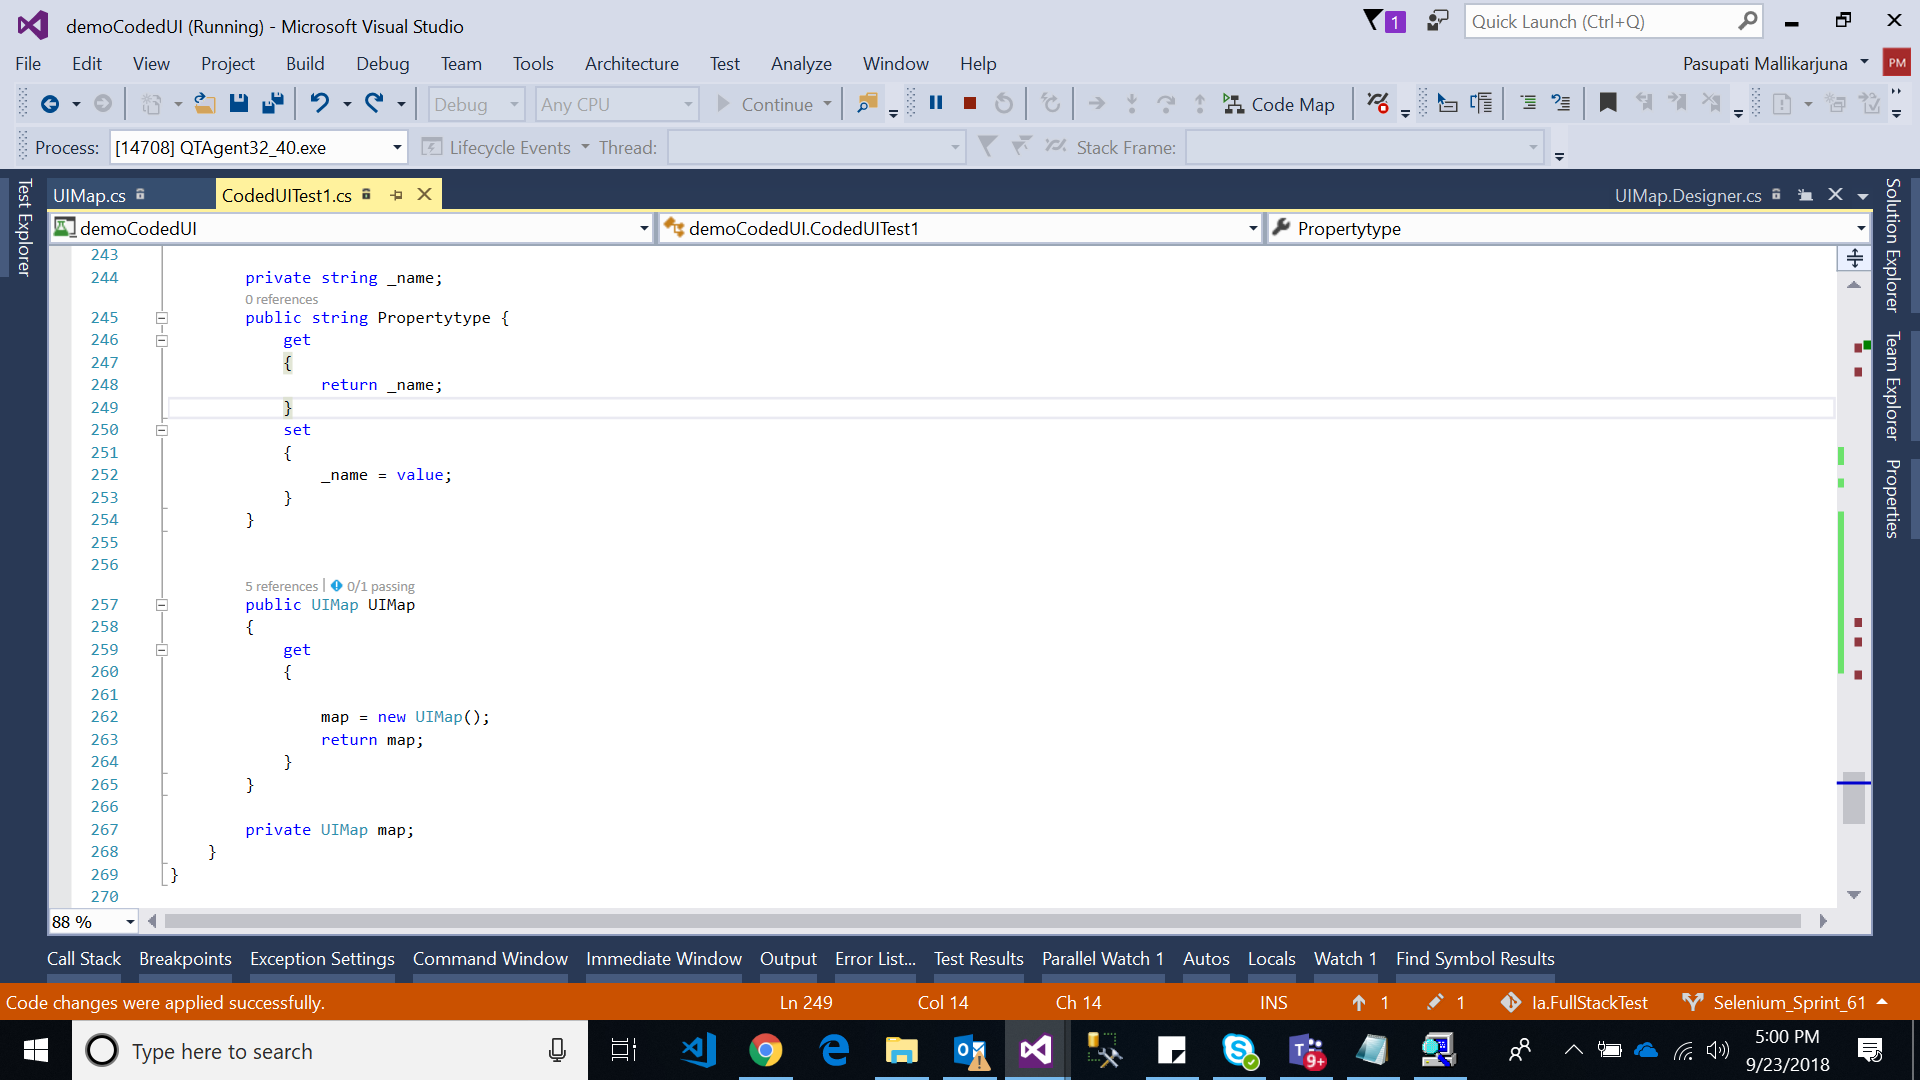 demoCodedUI (Running) - Microsoft Visual Studio
1
Quick Launch (Ctrl+Q)
File Edit View Project Build Debug Team Tools Architecture Test Analyze Window Help
Pasupati Mallikarjuna PM
Debug Any CPU Continue Code Map
Process: [14708] QTAgent32_40.exe Lifecycle Events Thread: Stack Frame:
Test Explorer
UIMap.cs CodedUITest1.cs UIMap.Designer.cs
demoCodedUI demoCodedUI.CodedUITest1 Propertytype
243
244 private string _name;
0 references
245 public string Propertytype {
246 get
247 {
248 return _name;
249 }
250 set
251 {
252 _name = value;
253 }
254 }
255
256
5 references | 0/1 passing
257 public UIMap UIMap
258 {
259 get
260 {
261
262 map = new UIMap();
263 return map;
264 }
265 }
266
267 private UIMap map;
268 }
269 }
270
88 %
Solution Explorer
Team Explorer
Properties
Call Stack Breakpoints Exception Settings Command Window Immediate Window Output Error List... Test Results Parallel Watch 1 Autos Locals Watch 1 Find Symbol Results
Code changes were applied successfully. Ln 249 Col 14 Ch 14 INS 1 1 Ia.FullStackTest Selenium_Sprint_61
Type here to search
9+
5:00 PM
9/23/2018